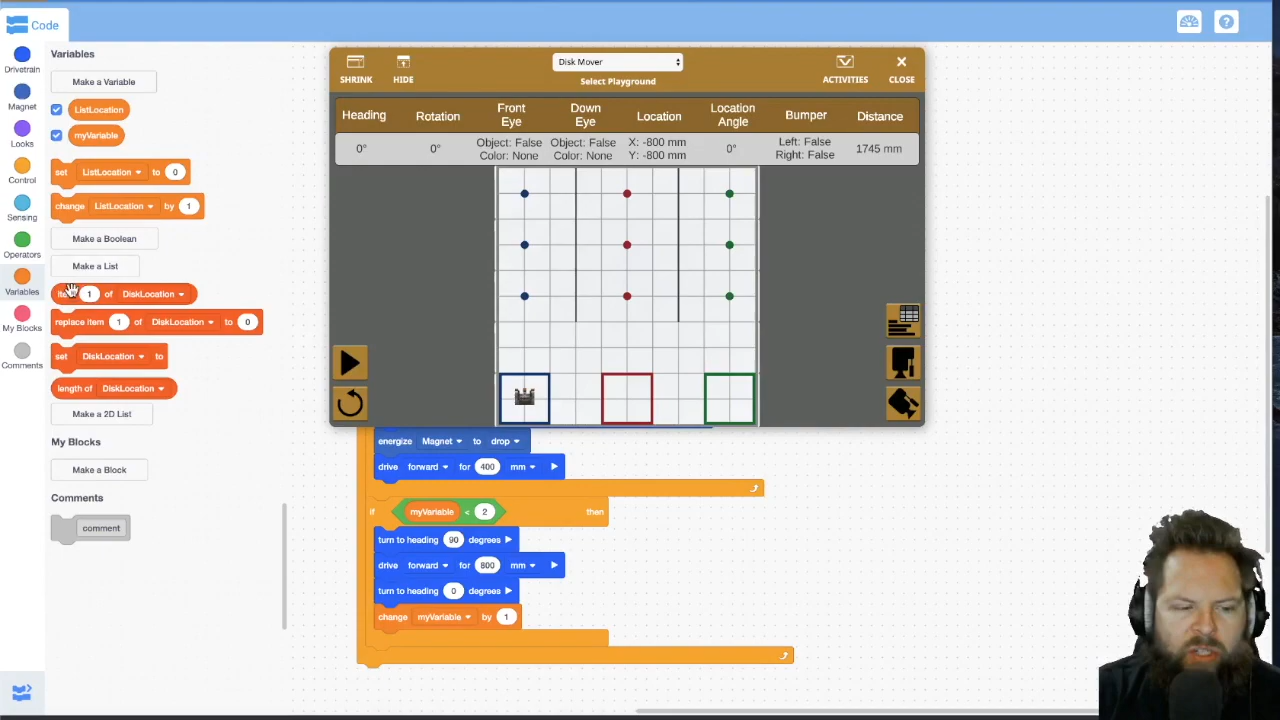 Code
Variables
Make a Variable
ListLocation
myVariable
set ListLocation to 0
change ListLocation by 1
Make a Boolean
Make a List
1 of DiskLocation
replace item 1 of DiskLocation to 0
set DiskLocation to
length of DiskLocation
Make a 2D List
My Blocks
Make a Block
Comments
comment
Drivetrain
Magnet
Looks
Control
Sensing
Operators
Variables
My Blocks
Comments
SHRINK
HIDE
Disk Mover
Select Playground
ACTIVITIES
CLOSE
Heading
Rotation
Front Eye
Down Eye
Location
Location Angle
Bumper
Distance
0°
0°
Object: False
Color: None
Object: False
Color: None
X: -800 mm
Y: -800 mm
0°
Left: False
Right: False
1745 mm
energize Magnet to drop
drive forward for 400 mm
if myVariable < 2 then
turn to heading 90 degrees
drive forward for 800 mm
turn to heading 0 degrees
change myVariable by 1